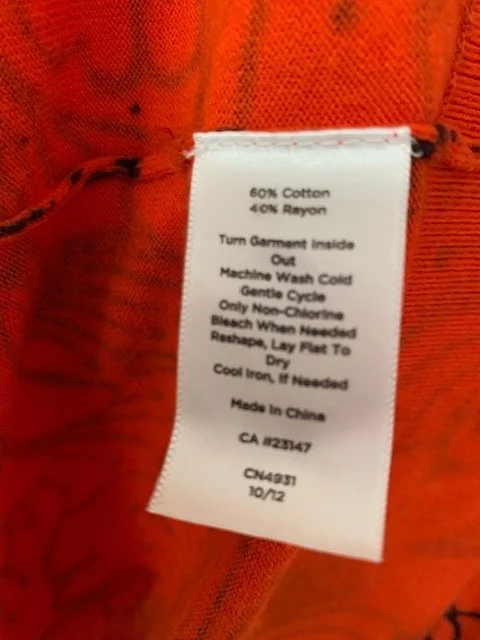 60% Cotton
40% Rayon
Turn Garment Inside
Out
Machine Wash Cold
Gentle Cycle
Only Non-Chlorine
Bleach When Needed
Reshape, Lay Flat To
Dry
Cool Iron, If Needed
Made In China
CA #23147
CN4931
10/12